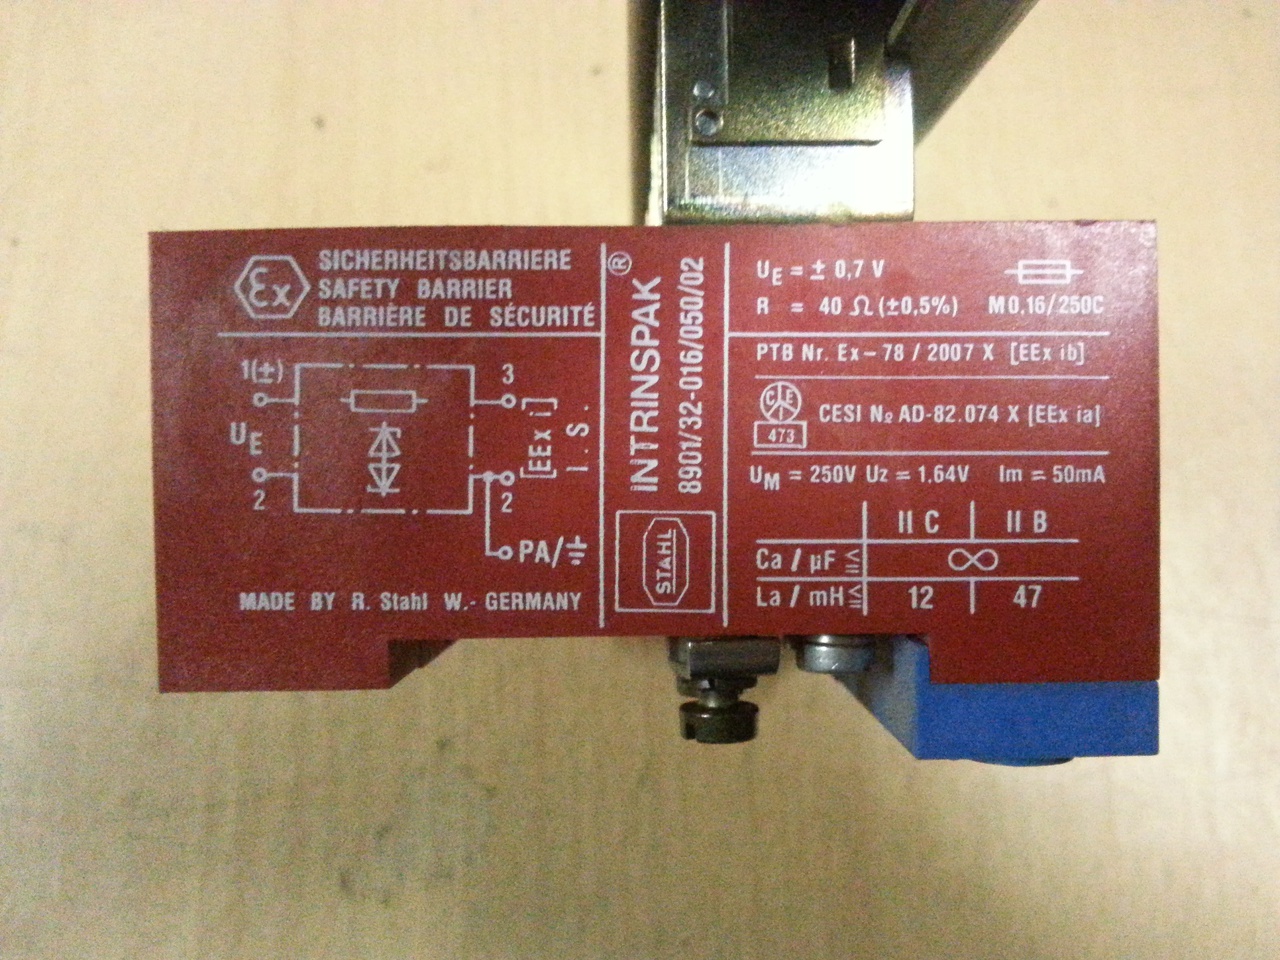 Ex
SICHERHEITSBARRIERE
SAFETY BARRIER
BARRIÈRE DE SÉCURITÉ
1(±)
3
UE
[EEx i]
I.S.
2
2
PA/
MADE BY R. Stahl W.- GERMANY
INTRINSPAK®
8901/32-016/050/02
STAHL
UE = ± 0,7 V
R = 40 Ω (±0,5%) M0.16/250C
PTB Nr. Ex-78 / 2007 X [EEx ib]
CEI
473
CESI № AD-82.074 X [EEx ia]
UM = 250V Uz = 1.64V Im = 50mA
II C II B
Ca / µF ≤ ∞
La / mH ≤ 12 47